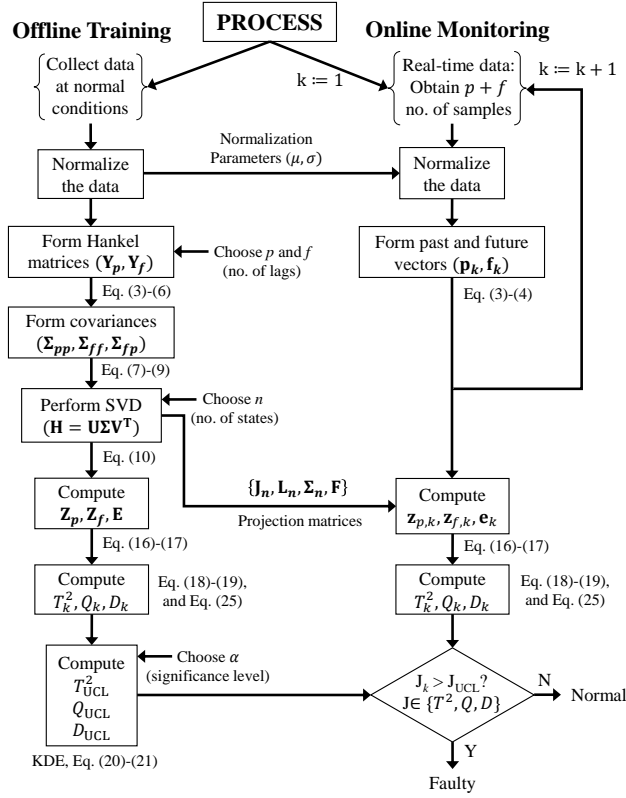 PROCESS
Offline Training
Online Monitoring
Collect data
at normal
conditions
k ≔ 1
Real-time data:
Obtain p + f
no. of samples
k ≔ k + 1
Normalize
the data
Normalization
Parameters (μ, σ)
Normalize
the data
Form Hankel
matrices (Y_p, Y_f)
Choose p and f
(no. of lags)
Form past and future
vectors (p_k, f_k)
Eq. (3)-(6)
Eq. (3)-(4)
Form covariances
(Σ_pp, Σ_ff, Σ_fp)
Eq. (7)-(9)
Perform SVD
(H = UΣV^T)
Choose n
(no. of states)
Eq. (10)
{J_n, L_n, Σ_n, F}
Projection matrices
Compute
Z_p, Z_f, E
Compute
z_p,k, z_f,k, e_k
Eq. (16)-(17)
Eq. (16)-(17)
Compute
T_k^2, Q_k, D_k
Eq. (18)-(19),
and Eq. (25)
Compute
T_k^2, Q_k, D_k
Eq. (18)-(19),
and Eq. (25)
Compute
T_UCL^2
Q_UCL
D_UCL
Choose α
(significance level)
J_k > J_UCL?
J∈ {T^2, Q, D}
N
Normal
Y
Faulty
KDE, Eq. (20)-(21)